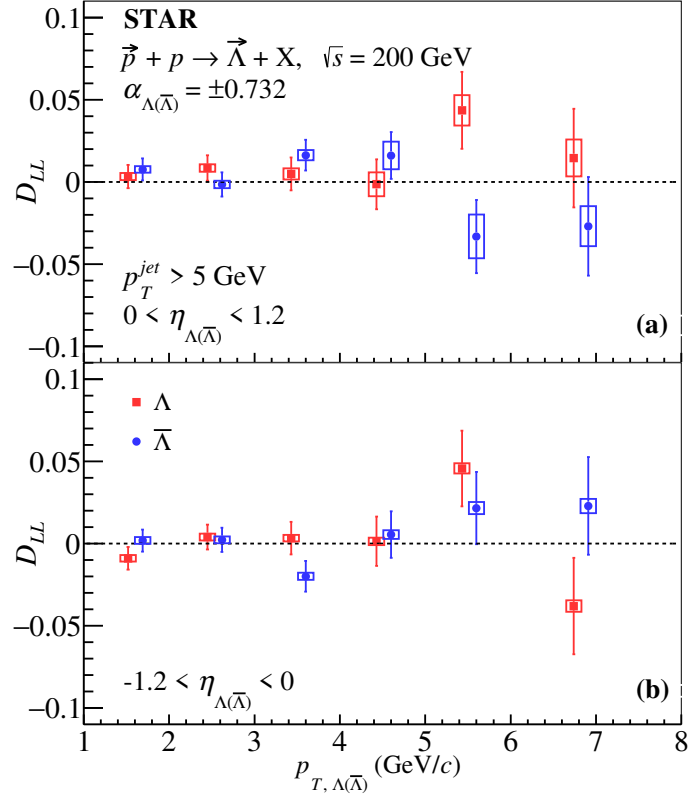 STAR
p⃗ + p → Λ⃗ + X, √s = 200 GeV
α_Λ(Λ̅) = ±0.732
0.1
0.05
0
−0.05
−0.1
D_LL
p_T^jet > 5 GeV
0 < η_Λ(Λ̅) < 1.2
(a)
Λ
Λ̅
0.1
0.05
0
−0.05
−0.1
D_LL
-1.2 < η_Λ(Λ̅) < 0
(b)
1 2 3 4 5 6 7 8
p_T, Λ(Λ̅) (GeV/c)